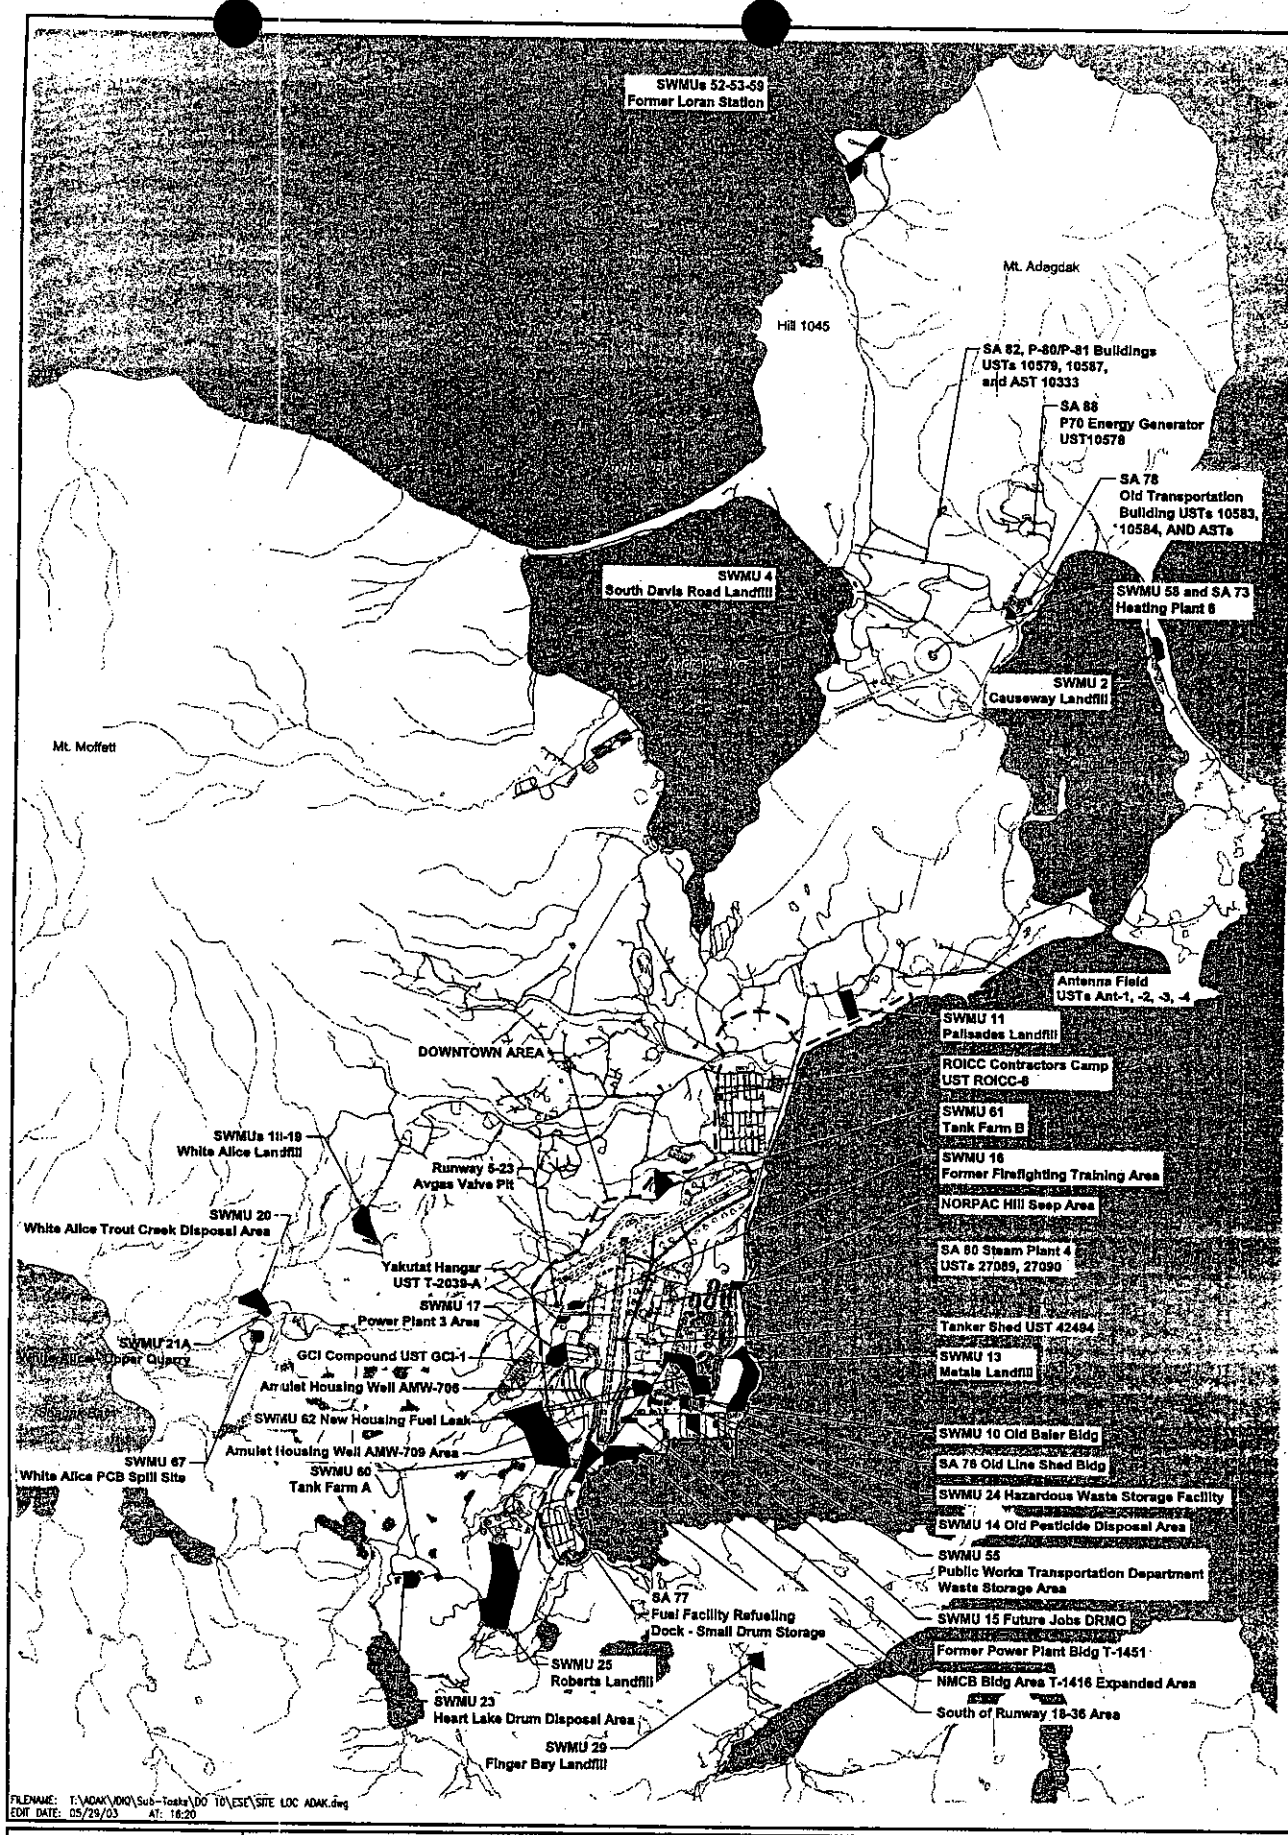 SWMUs 52-53-59
Former Loran Station
Mt. Adagdak
Hill 1045
SA 82, P-80/P-81 Buildings
USTs 10579, 10587,
and AST 10333
SA 88
P70 Energy Generator
UST10578
SA 78
Old Transportation
Building USTs 10583,
10584, AND ASTs
SWMU 4
South Davis Road Landfill
SWMU 58 and SA 73
Heating Plant 6
SWMU 2
Causeway Landfill
Mt. Moffett
Antenna Field
USTs Ant-1, -2, -3, -4
SWMU 11
Palisades Landfill
DOWNTOWN AREA
ROICC Contractors Camp
UST ROICC-8
SWMU 61
Tank Farm B
SWMUs 18-19
White Alice Landfill
Runway 5-23
Avgas Valve Pit
SWMU 16
Former Firefighting Training Area
NORPAC Hill Seep Area
SWMU 20
White Alice Trout Creek Disposal Area
SA 80 Steam Plant 4
USTs 27089, 27090
Yakutat Hangar
UST T-2039-A
SWMU 17
Power Plant 3 Area
Tanker Shed UST 42494
SWMU 21A
White Alice Upper Quarry
GCI Compound UST GCI-1
SWMU 13
Metals Landfill
Amulet Housing Well AMW-706
SWMU 62 New Housing Fuel Leak
SWMU 10 Old Baler Bldg
Amulet Housing Well AMW-709 Area
SWMU 67
White Alice PCB Spill Site
SA 76 Old Line Shed Bldg
SWMU 60
Tank Farm A
SWMU 24 Hazardous Waste Storage Facility
SWMU 14 Old Pesticide Disposal Area
SWMU 55
Public Works Transportation Department
Waste Storage Area
SA 77
Fuel Facility Refueling
Dock - Small Drum Storage
SWMU 15 Future Jobs DRMO
Former Power Plant Bldg T-1451
SWMU 25
Roberts Landfill
NMCB Bldg Area T-1416 Expanded Area
SWMU 23
Heart Lake Drum Disposal Area
South of Runway 18-36 Area
SWMU 29
Finger Bay Landfill
FILENAME: T:\ADAK\IDIQ\Sub-Tasks\DO 10\ESE\SITE LOC ADAK.dwg
EDIT DATE: 05/29/03 AT: 16:20